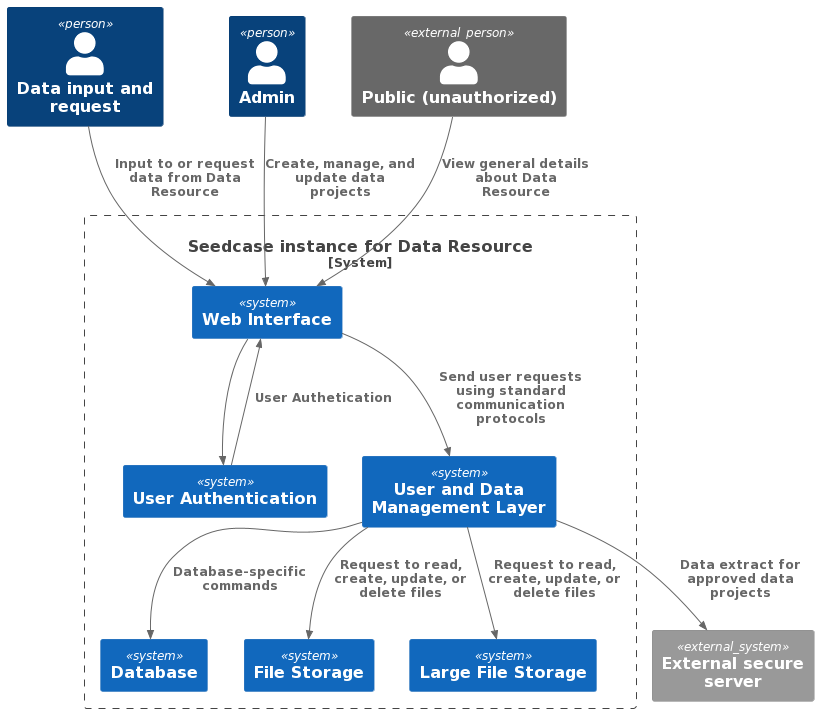 «person»
Data input and
request
«person»
Admin
«external person»
Public (unauthorized)
Input to or request
data from Data
Resource
Create, manage, and
update data
projects
View general details
about Data
Resource
Seedcase instance for Data Resource
[System]
«system»
Web Interface
User Authetication
Send user requests
using standard
communication
protocols
«system»
User Authentication
«system»
User and Data
Management Layer
Database-specific
commands
Request to read,
create, update, or
delete files
Request to read,
create, update, or
delete files
Data extract for
approved data
projects
«system»
Database
«system»
File Storage
«system»
Large File Storage
«external_system»
External secure
server